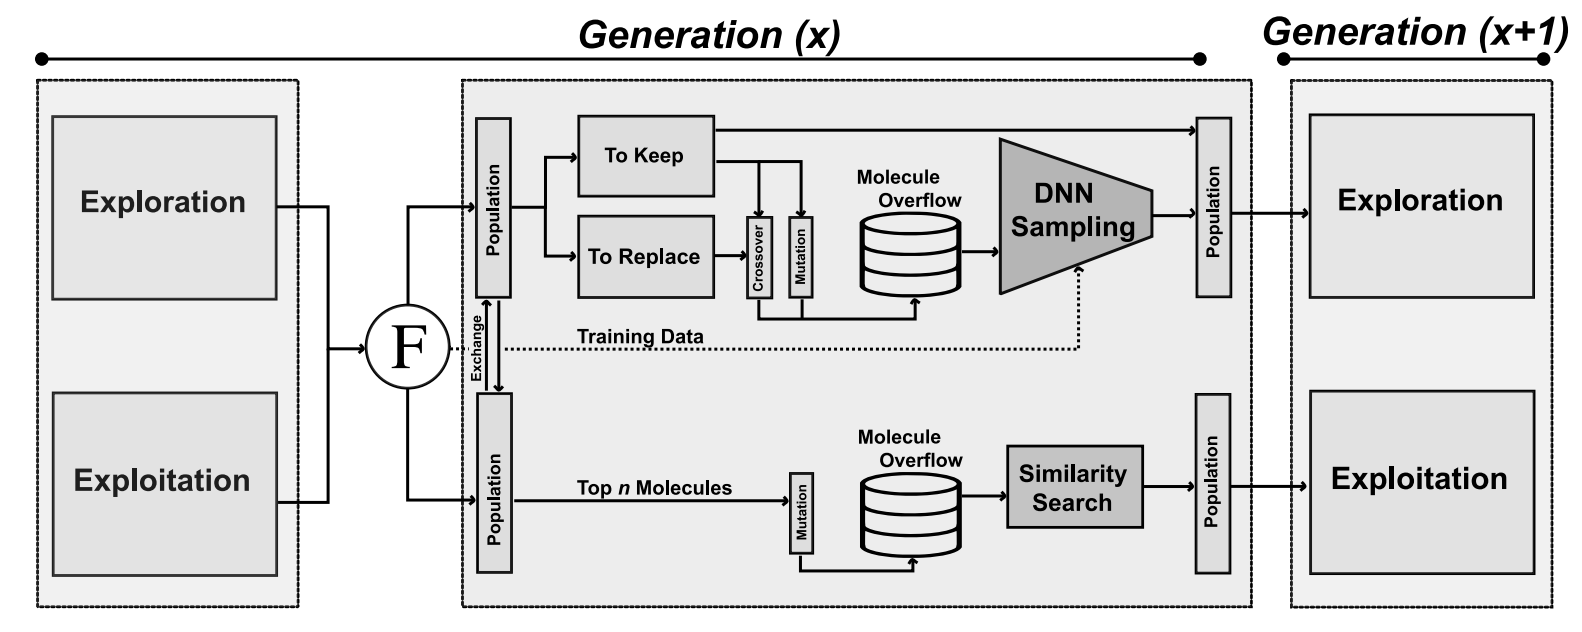 Generation (x)
Generation (x+1)
Exploration
Exploitation
F
Population
To Keep
To Replace
Crossover
Mutation
Molecule
Overflow
DNN
Sampling
Population
Exchange
Training Data
Population
Top n Molecules
Mutation
Molecule
Overflow
Similarity
Search
Population
Exploration
Exploitation